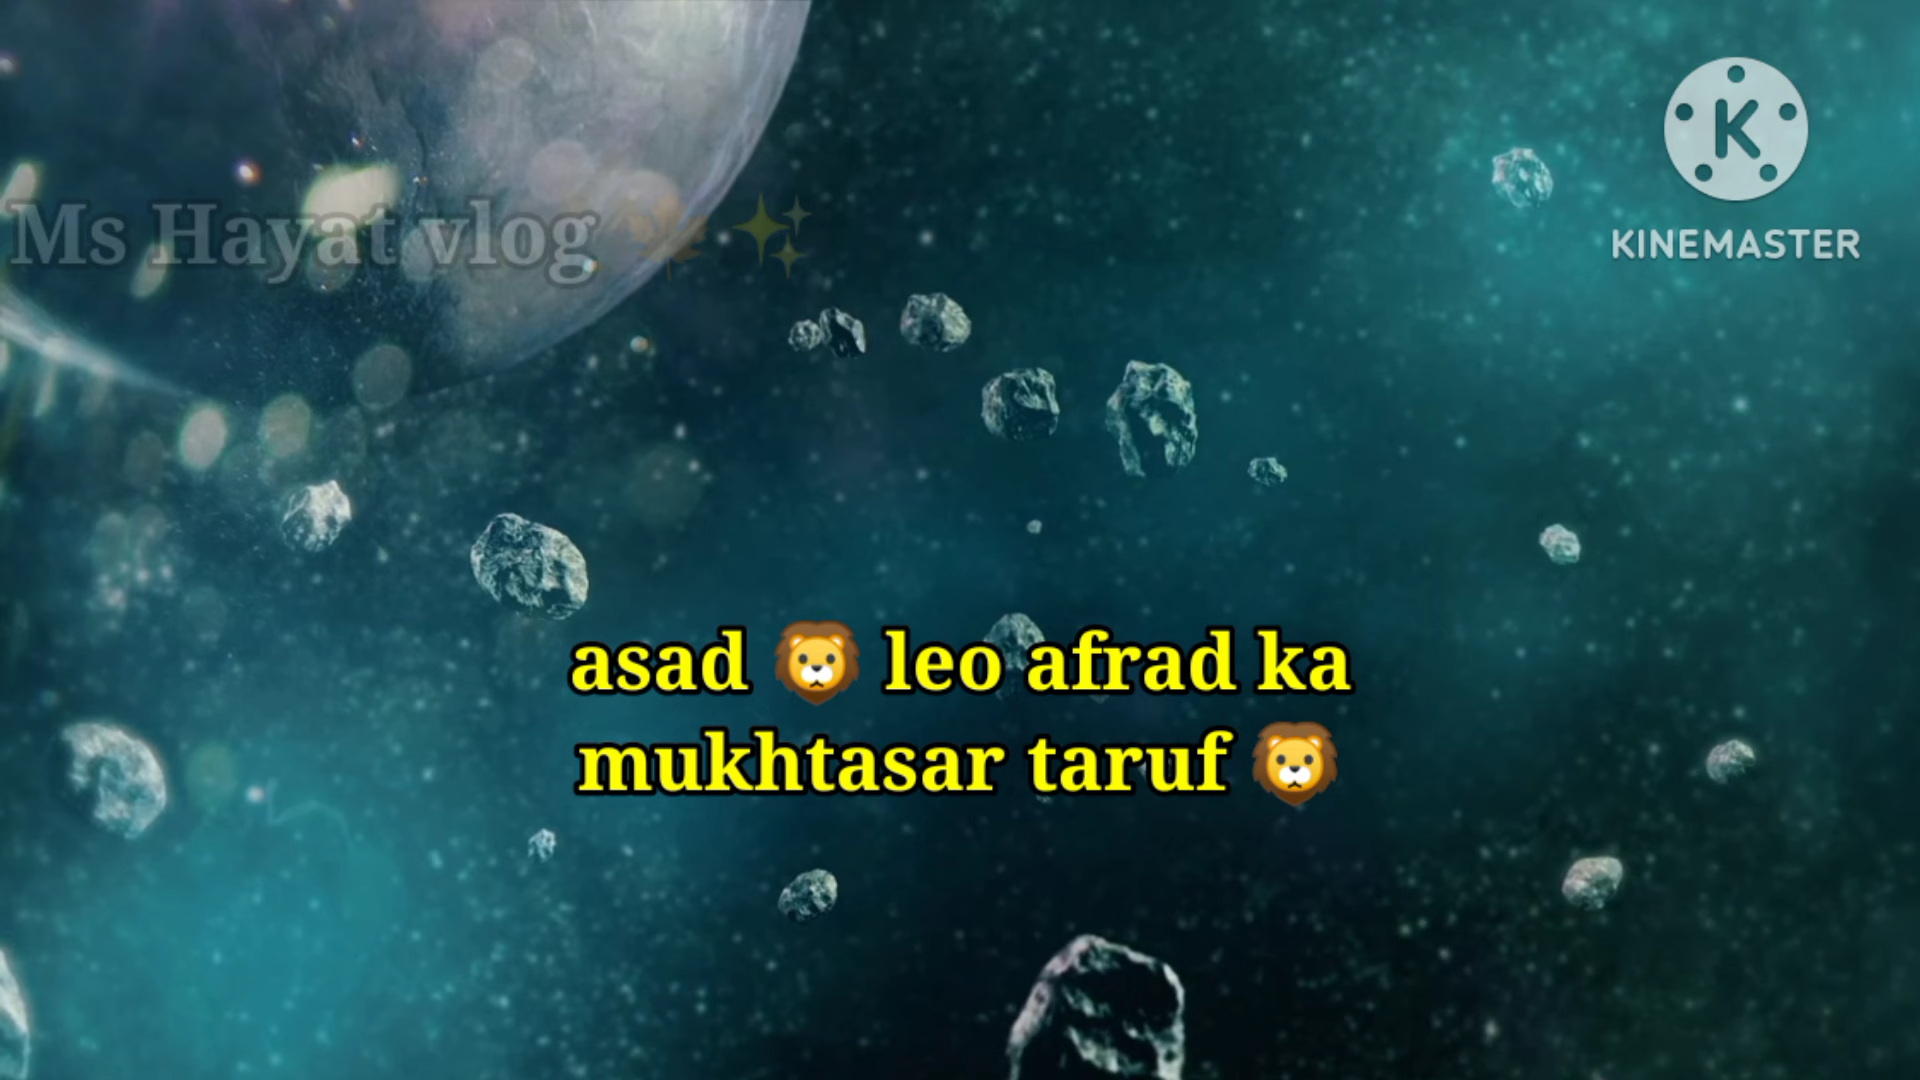 Ms Hayat vlog 🍁✨
K
KINEMASTER
asad 🦁 leo afrad ka
mukhtasar taruf 🦁